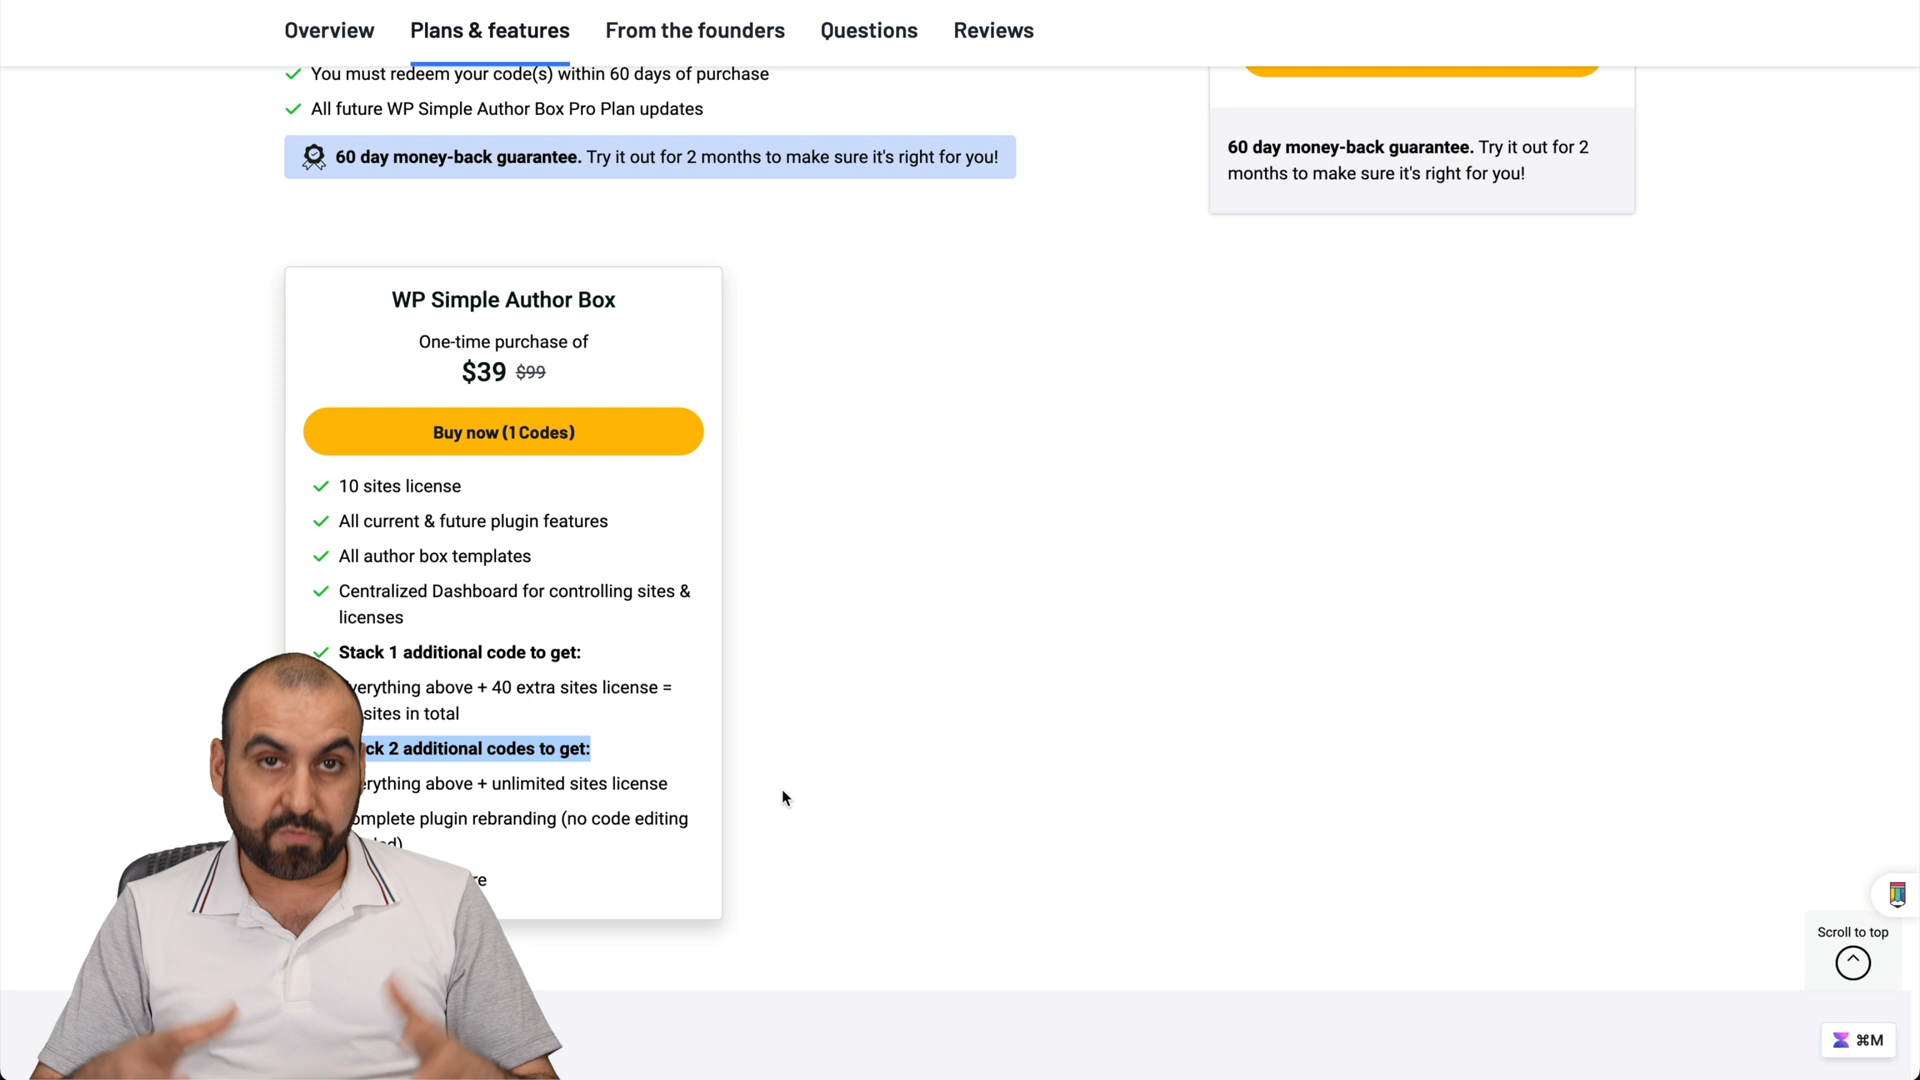 Overview Plans & features From the founders Questions Reviews
You must redeem your code(s) within 60 days of purchase
All future WP Simple Author Box Pro Plan updates
60 day money-back guarantee. Try it out for 2 months to make sure it's right for you!
60 day money-back guarantee. Try it out for 2
months to make sure it's right for you!
WP Simple Author Box
One-time purchase of
$39 $99
Buy now (1 Codes)
10 sites license
All current & future plugin features
All author box templates
Centralized Dashboard for controlling sites &
licenses
Stack 1 additional code to get:
verything above + 40 extra sites license =
sites in total
ck 2 additional codes to get:
erything above + unlimited sites license
omplete plugin rebranding (no code editing
Scroll to top
⌘M